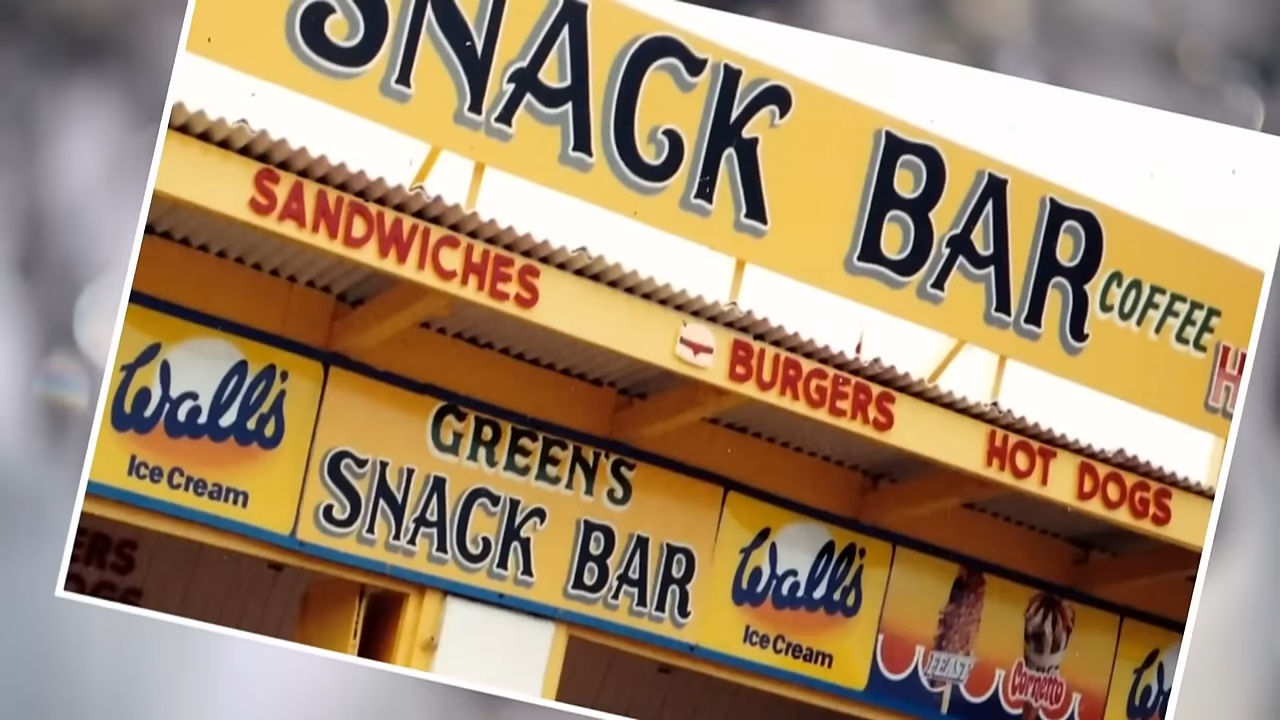 SNACK BAR
COFFEE
SANDWICHES
BURGERS
HOT DOGS
Wall's
Ice Cream
GREEN'S
SNACK BAR
Wall's
Ice Cream
FEAST
Cornetto